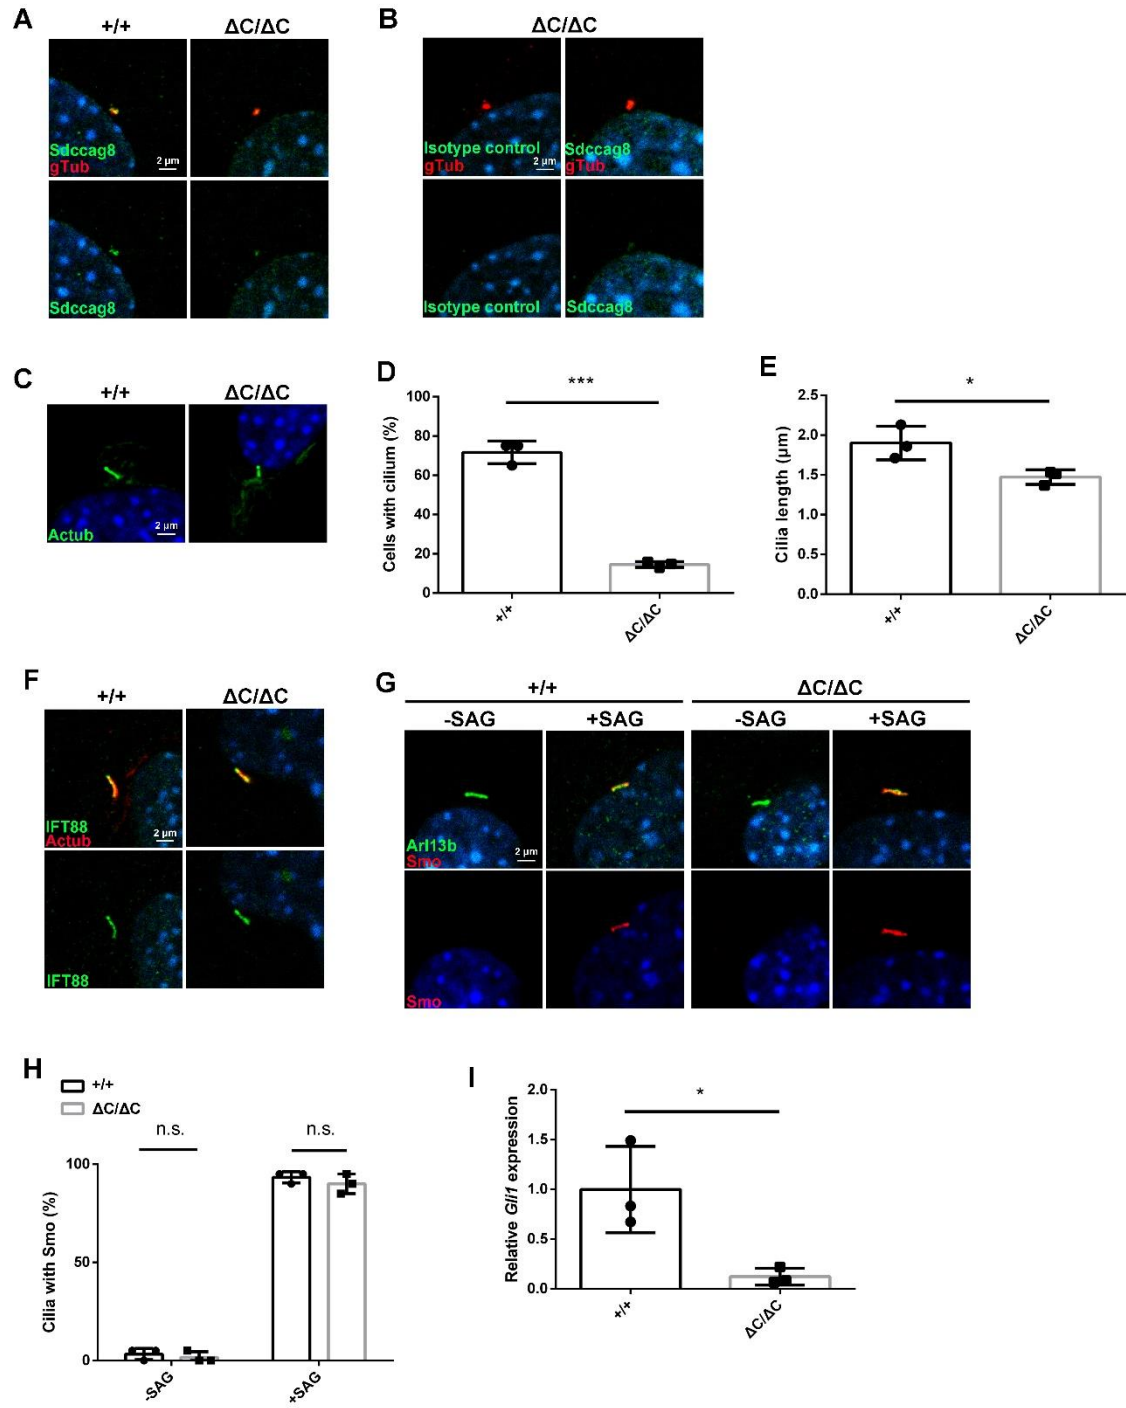 A
+/+
ΔC/ΔC
Sdccag8
gTub
2 µm
Sdccag8
B
ΔC/ΔC
Isotype control
gTub
2 µm
Sdccag8
gTub
Isotype control
Sdccag8
C
+/+
ΔC/ΔC
Actub
2 µm
D
***
Cells with cilium (%)
100
80
60
40
20
0
+/+
ΔC/ΔC
E
*
Cilia length (µm)
2.5
2.0
1.5
1.0
0.5
0.0
+/+
ΔC/ΔC
F
+/+
ΔC/ΔC
IFT88
Actub
2 µm
IFT88
G
+/+
ΔC/ΔC
-SAG
+SAG
-SAG
+SAG
Arl13b
Smo
2 µm
Smo
H
+/+
ΔC/ΔC
n.s.
n.s.
Cilia with Smo (%)
100
50
0
-SAG
+SAG
I
*
Relative Gli1 expression
2.0
1.5
1.0
0.5
0.0
+/+
ΔC/ΔC